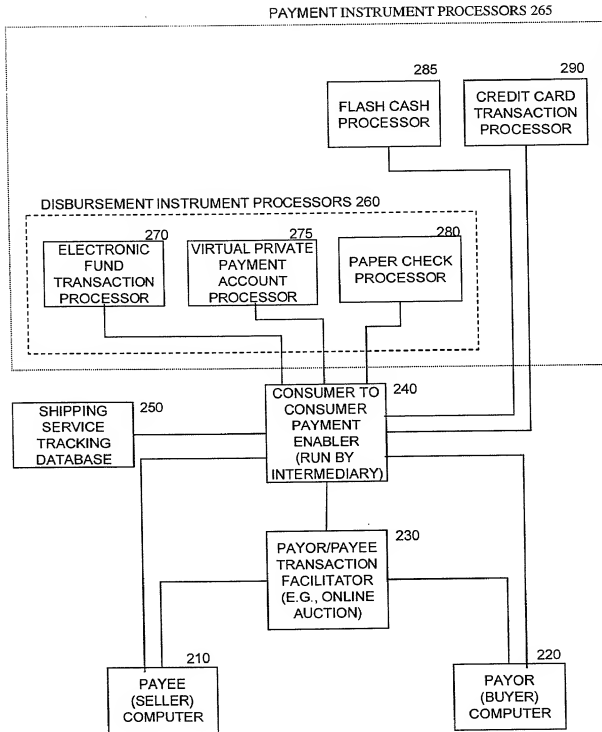 PAYMENT INSTRUMENT PROCESSORS 265
285
290
FLASH CASH
PROCESSOR
CREDIT CARD
TRANSACTION
PROCESSOR
DISBURSEMENT INSTRUMENT PROCESSORS 260
270
275
280
ELECTRONIC
FUND
TRANSACTION
PROCESSOR
VIRTUAL PRIVATE
PAYMENT
ACCOUNT
PROCESSOR
PAPER CHECK
PROCESSOR
240
CONSUMER TO
CONSUMER
PAYMENT
ENABLER
(RUN BY
INTERMEDIARY)
250
SHIPPING
SERVICE
TRACKING
DATABASE
230
PAYOR/PAYEE
TRANSACTION
FACILITATOR
(E.G., ONLINE
AUCTION)
210
PAYEE
(SELLER)
COMPUTER
220
PAYOR
(BUYER)
COMPUTER